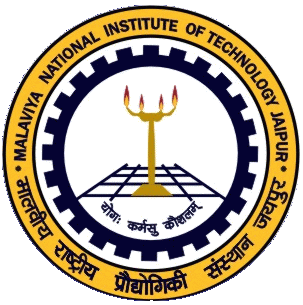 • MALAVIYA NATIONAL INSTITUTE OF TECHNOLOGY JAIPUR •
मालवीय राष्ट्रीय प्रौद्योगिकी संस्थान जयपुर
योगः कर्मसु कौशलम्